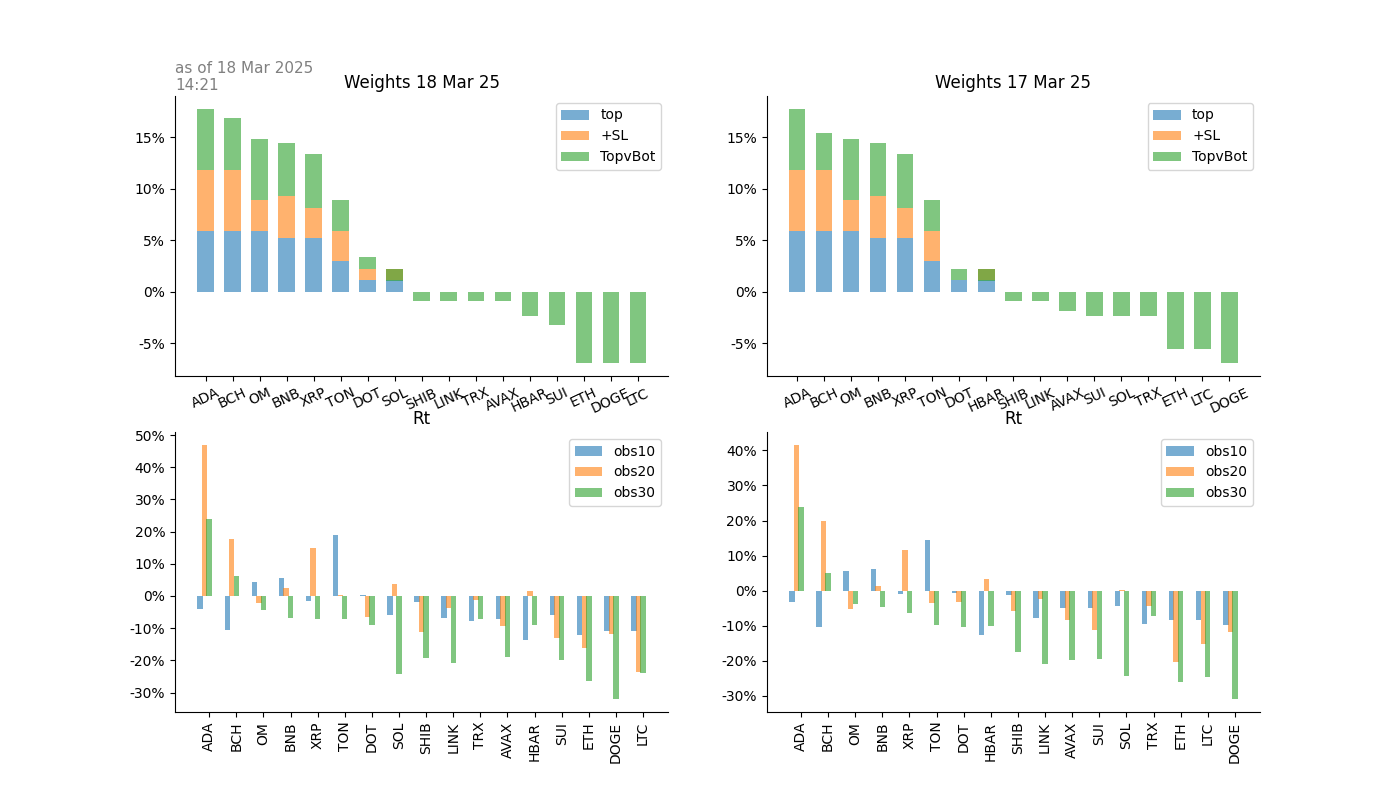 as of 18 Mar 2025
14:21
Weights 18 Mar 25
15%
10%
5%
0%
-5%
top
+SL
TopvBot
ADA BCH OM BNB XRP TON DOT SOL SHIB LINK TRX AVAX HBAR SUI ETH DOGE LTC
Weights 17 Mar 25
15%
10%
5%
0%
-5%
top
+SL
TopvBot
ADA BCH OM BNB XRP TON DOT HBAR SHIB LINK AVAX SUI SOL TRX ETH LTC DOGE
Rt
50%
40%
30%
20%
10%
0%
-10%
-20%
-30%
obs10
obs20
obs30
ADA BCH OM BNB XRP TON DOT SOL SHIB LINK TRX AVAX HBAR SUI ETH DOGE LTC
Rt
40%
30%
20%
10%
0%
-10%
-20%
-30%
obs10
obs20
obs30
ADA BCH OM BNB XRP TON DOT HBAR SHIB LINK AVAX SUI SOL TRX ETH LTC DOGE